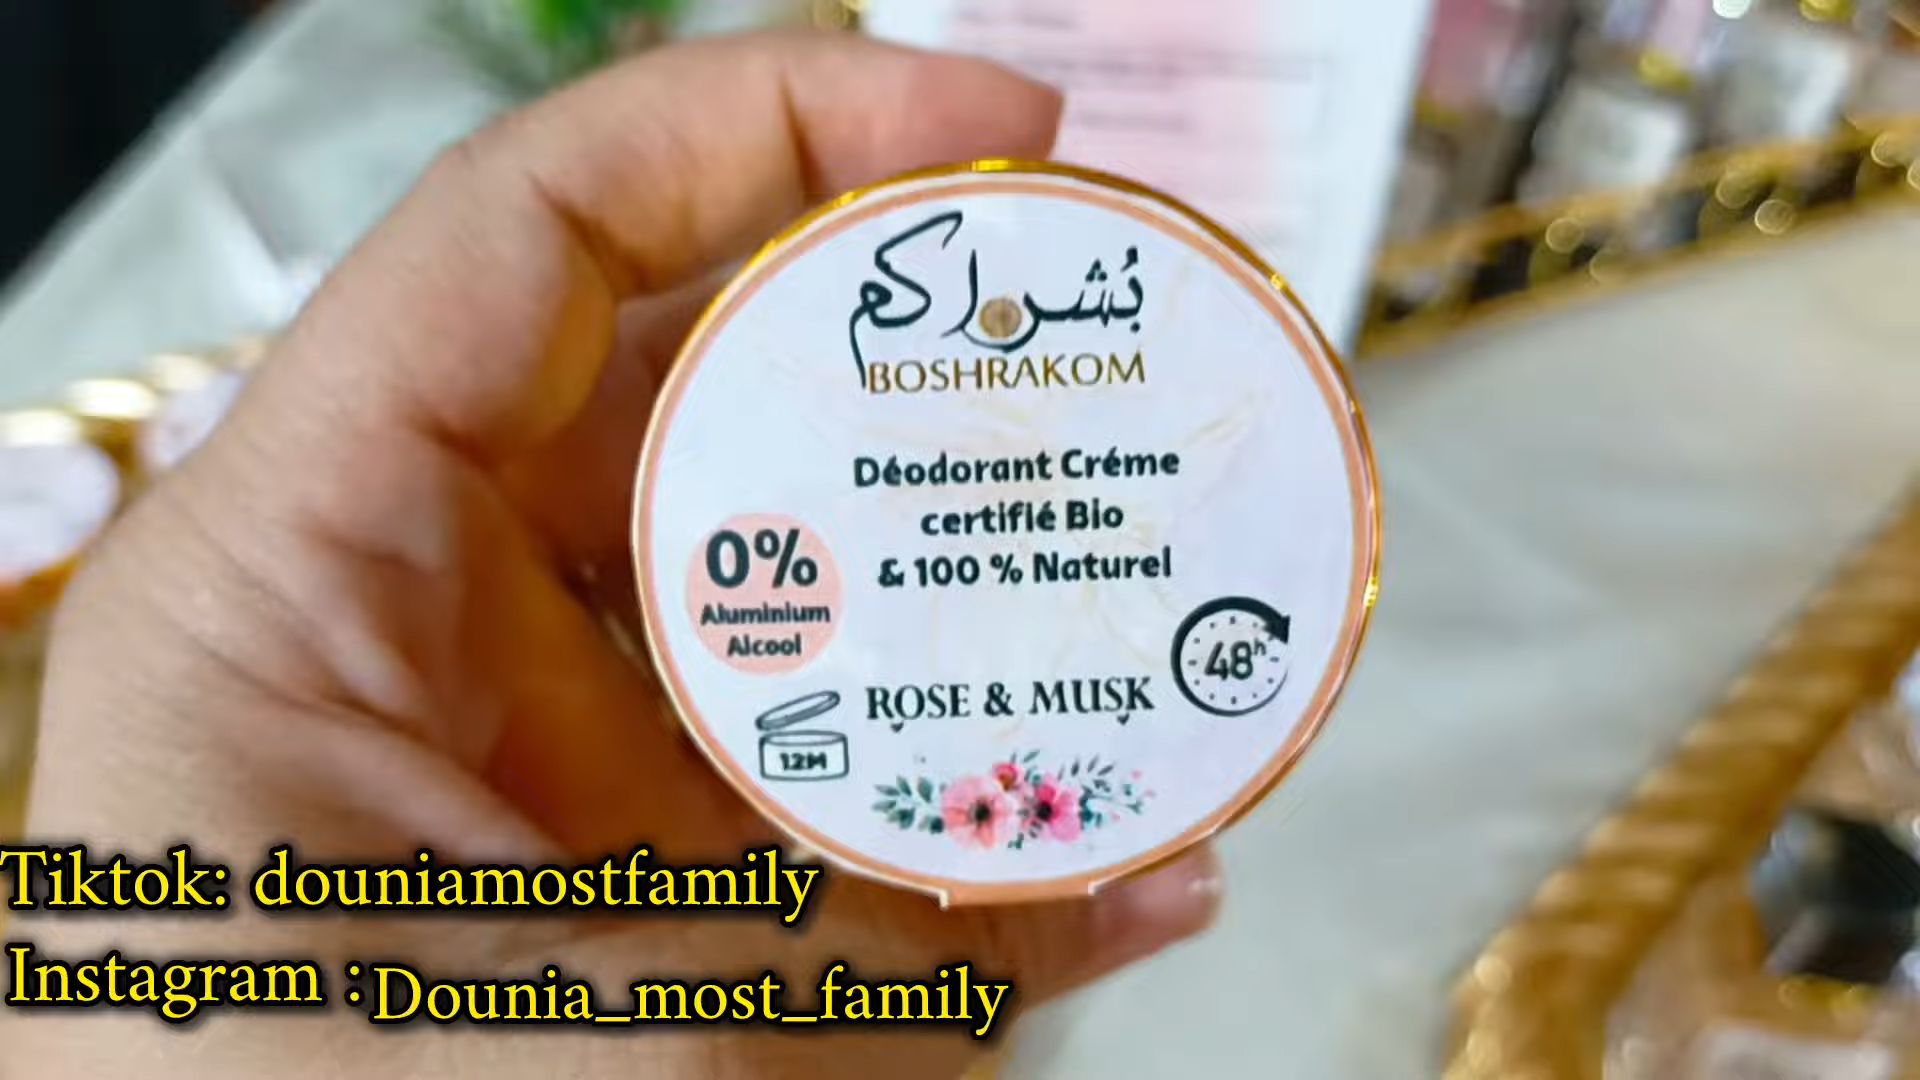 بُشراكم
BOSHRAKOM
Déodorant Créme
certifié Bio
& 100 % Naturel
0%
Aluminium
Alcool
48h
ROSE & MUSK
12M
Tiktok: douniamostfamily
Instagram :Dounia_most_family